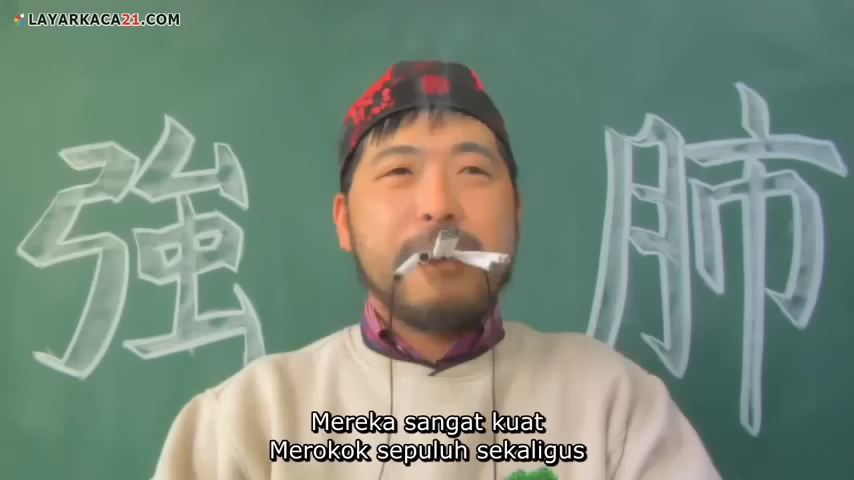 LAYARKACA21.COM
強 肺
Mereka sangat kuat
Merokok sepuluh sekaligus